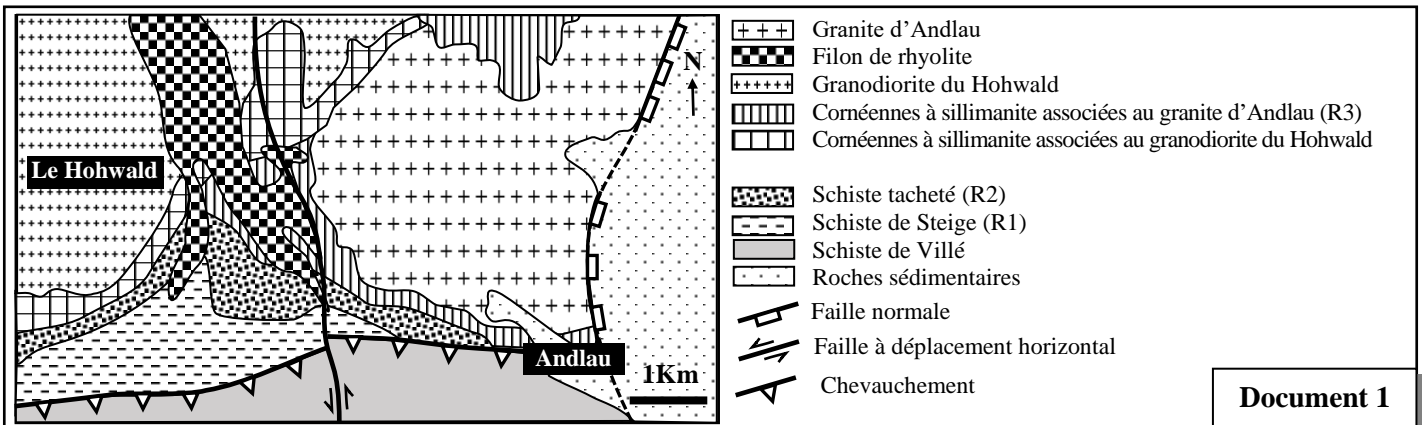 N
Le Hohwald
Andlau
1Km
Granite d'Andlau
Filon de rhyolite
Granodiorite du Hohwald
Cornéennes à sillimanite associées au granite d'Andlau (R3)
Cornéennes à sillimanite associées au granodiorite du Hohwald
Schiste tacheté (R2)
Schiste de Steige (R1)
Schiste de Villé
Roches sédimentaires
Faille normale
Faille à déplacement horizontal
Chevauchement
Document 1